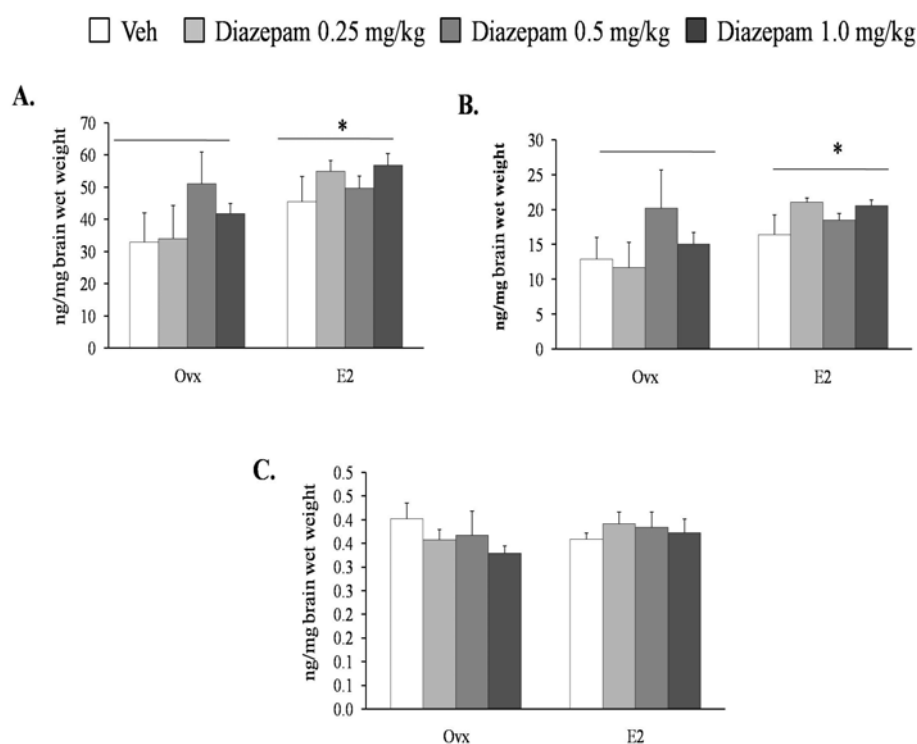 Veh Diazepam 0.25 mg/kg Diazepam 0.5 mg/kg Diazepam 1.0 mg/kg
A.
ng/mg brain wet weight
70
60
50
40
30
20
10
0
*
Ovx E2
B.
ng/mg brain wet weight
30
25
20
15
10
5
0
*
Ovx E2
C.
ng/mg brain wet weight
0.5
0.5
0.4
0.4
0.3
0.3
0.2
0.2
0.1
0.1
0.0
Ovx E2